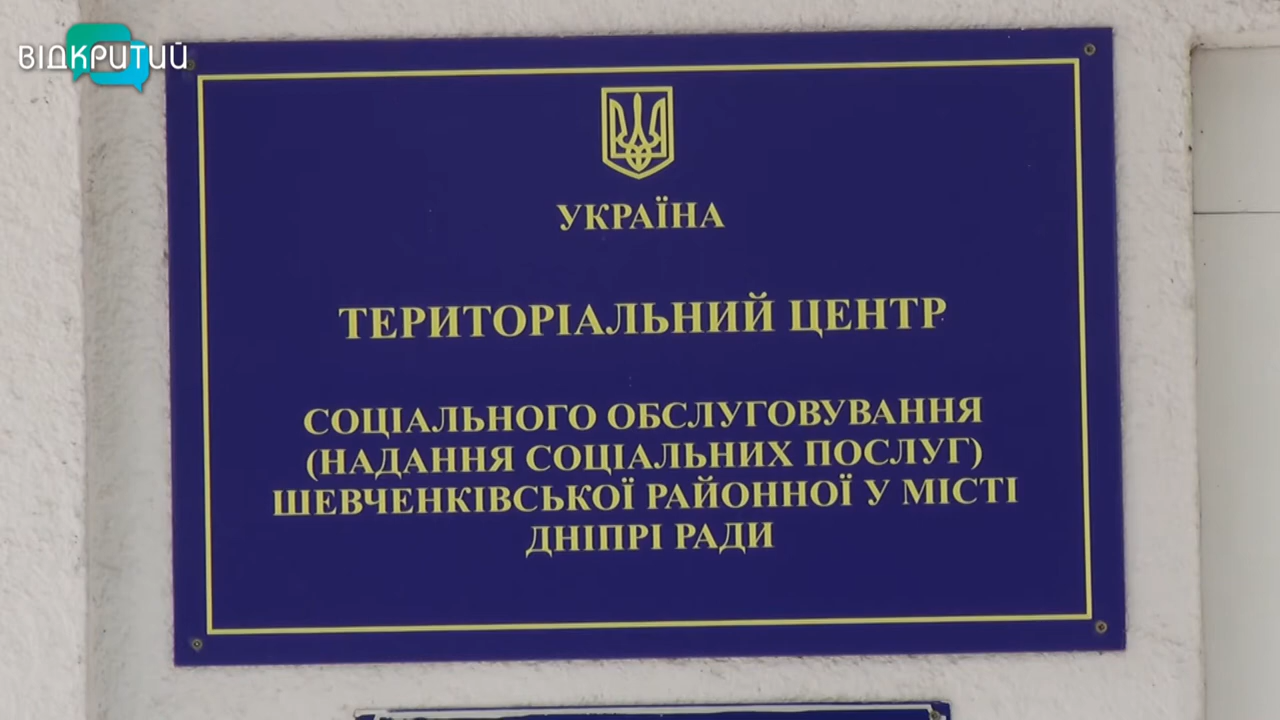 ВІДКРИТИЙ
УКРАЇНА
ТЕРИТОРІАЛЬНИЙ ЦЕНТР
СОЦІАЛЬНОГО ОБСЛУГОВУВАННЯ
(НАДАННЯ СОЦІАЛЬНИХ ПОСЛУГ)
ШЕВЧЕНКІВСЬКОЇ РАЙОННОЇ У МІСТІ
ДНІПРІ РАДИ